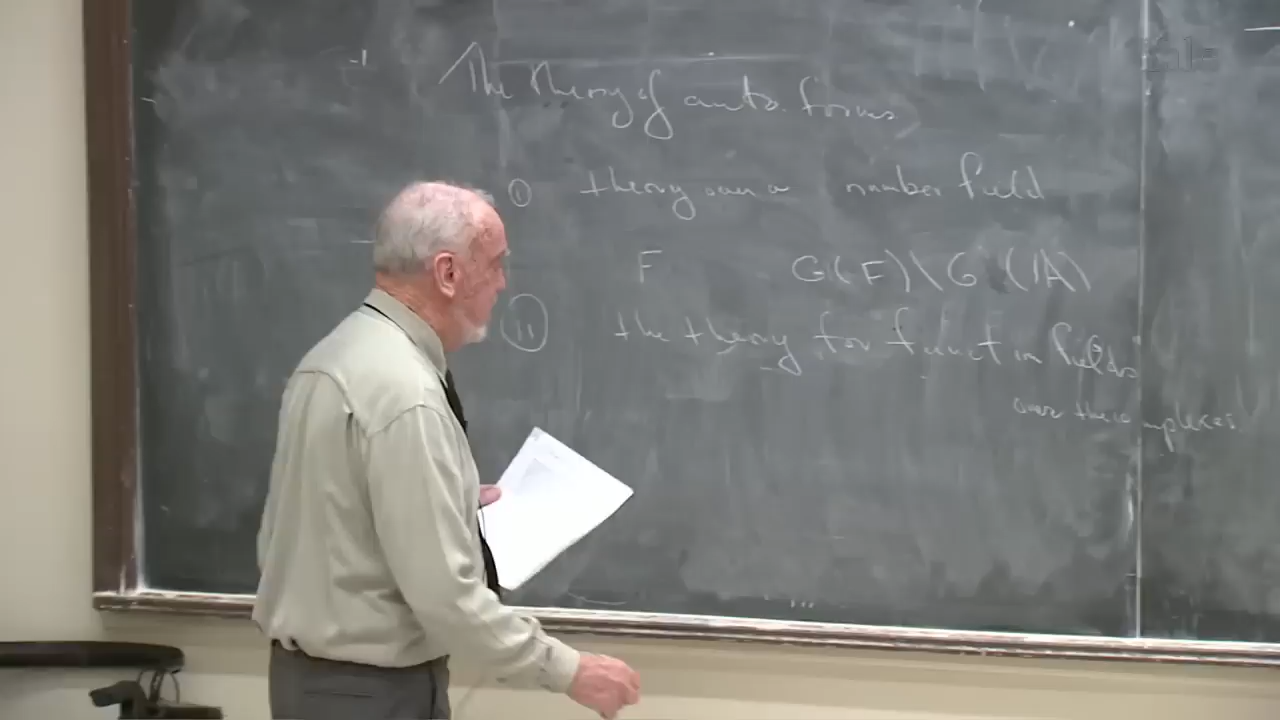 The theory of auto. forms
(i) theory over a number field
F G(F)\G(𝔸)
(ii) the theory for function fields
over the complexes.